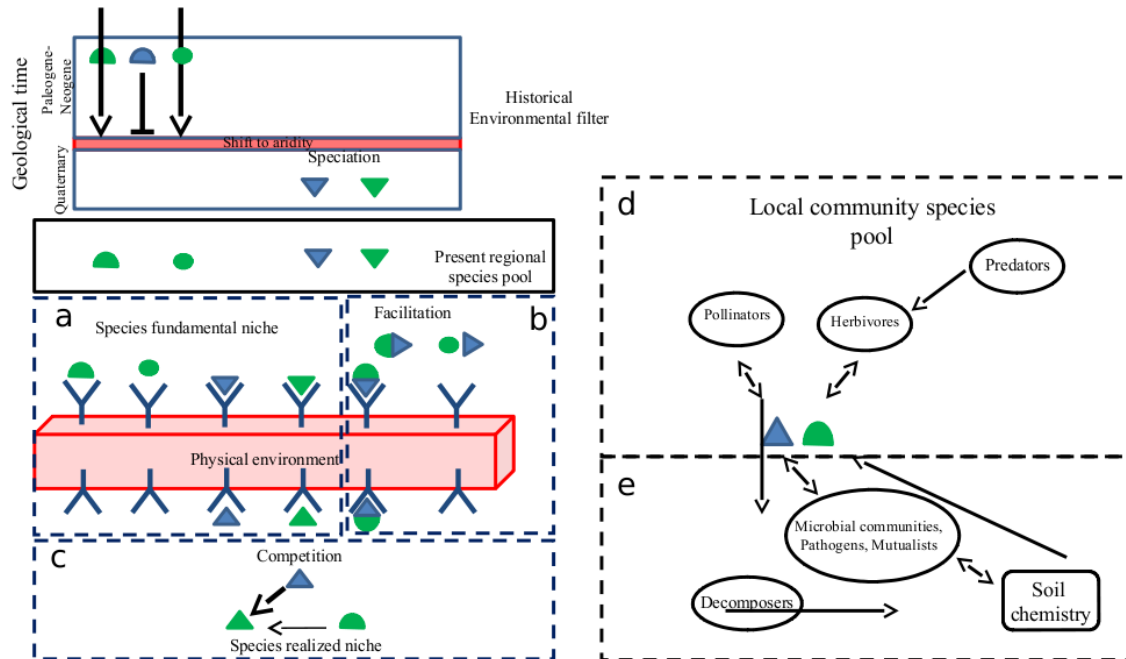 Geological time
Paleogene-
Neogene
Historical
Environmental filter
Shift to aridity
Quaternary
Speciation
Present regional
species pool
a
Species fundamental niche
Facilitation
b
Physical environment
c
Competition
Species realized niche
d
Local community species
pool
Predators
Pollinators
Herbivores
e
Microbial communities,
Pathogens, Mutualists
Decomposers
Soil
chemistry